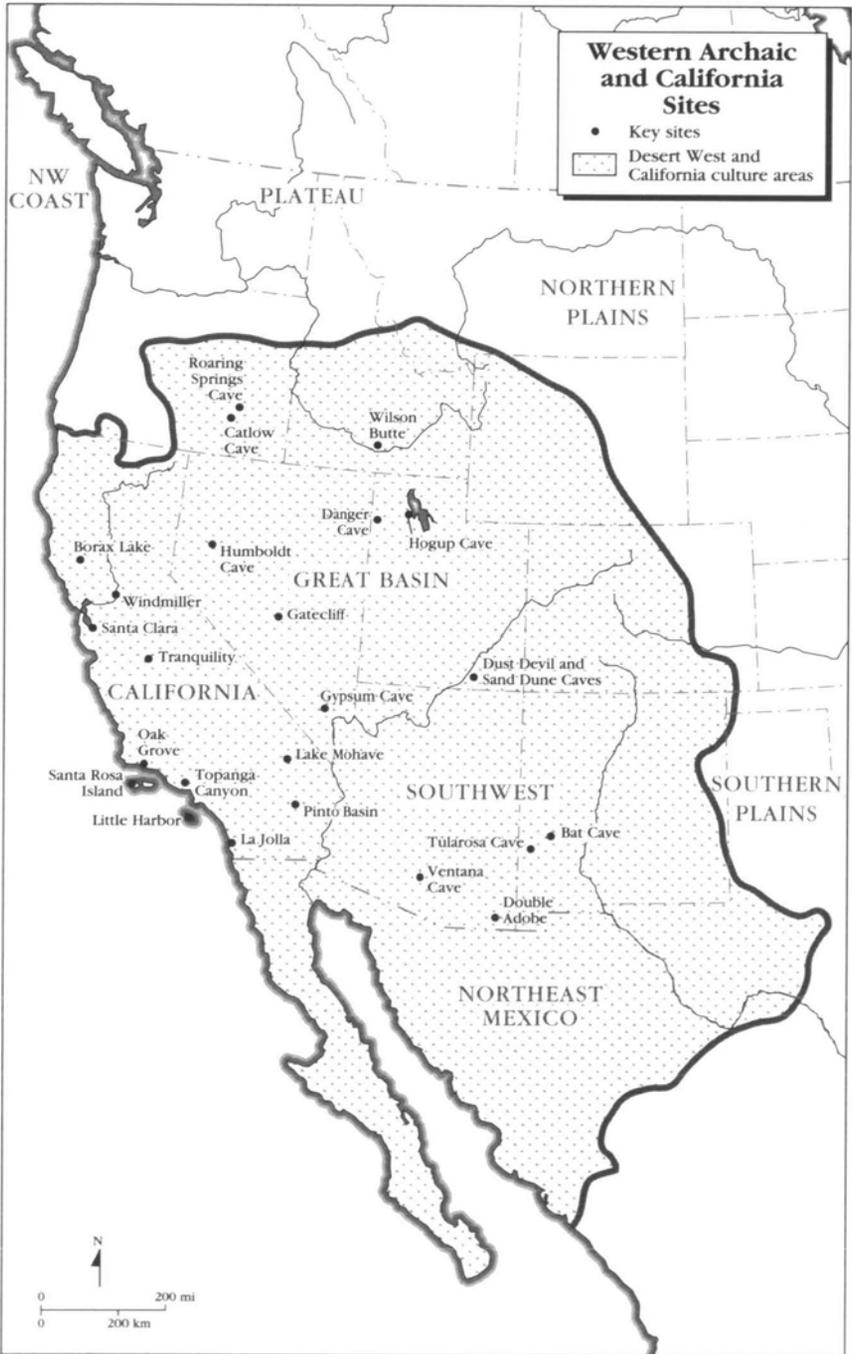 Western Archaic
and California
Sites
Key sites
Desert West and
California culture areas
NW
COAST
PLATEAU
NORTHERN
PLAINS
Roaring
Springs
Cave
Catlow
Cave
Wilson
Butte
Danger
Cave
Hogup Cave
Borax Lake
Humboldt
Cave
GREAT BASIN
Windmiller
Gatecliff
Santa Clara
Tranquility
Dust Devil and
Sand Dune Caves
CALIFORNIA
Gypsum Cave
Oak
Grove
Lake Mohave
Santa Rosa
Island
Topanga
Canyon
SOUTHWEST
SOUTHERN
PLAINS
Pinto Basin
Little Harbor
La Jolla
Tularosa Cave
Bat Cave
Ventana
Cave
Double
Adobe
NORTHEAST
MEXICO
N
0 200 mi
0 200 km